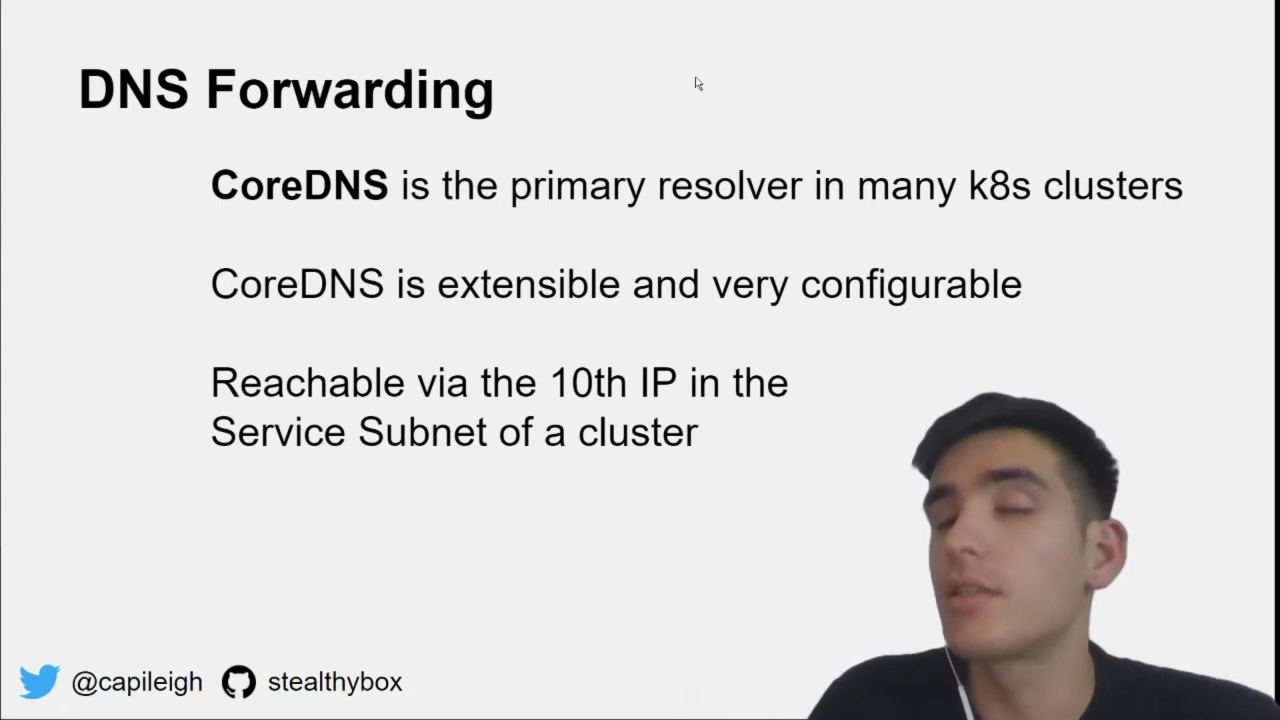 DNS Forwarding
CoreDNS is the primary resolver in many k8s clusters
CoreDNS is extensible and very configurable
Reachable via the 10th IP in the
Service Subnet of a cluster
@capileigh stealthybox